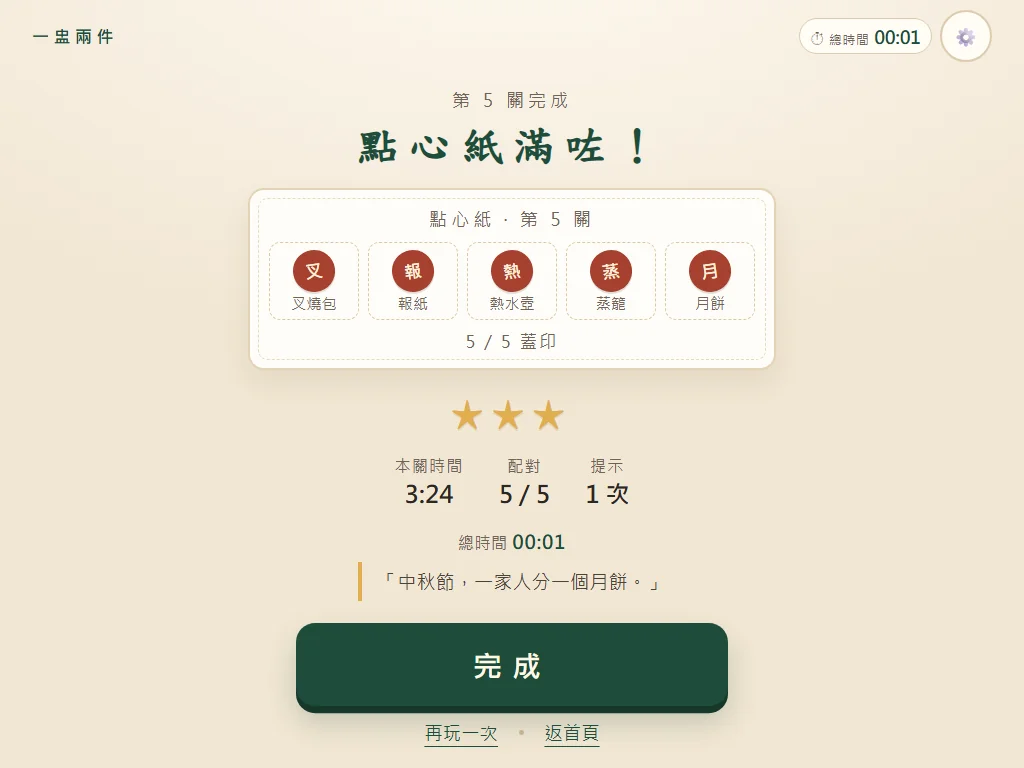 一盅兩件
⏱ 總時間 00:01
第 5 關完成
點心紙滿咗！
點心紙 · 第 5 關
叉 報 熱 蒸 月
叉燒包 報紙 熱水壺 蒸籠 月餅
5 / 5 蓋印
本關時間 配對 提示
3:24 5 / 5 1 次
總時間 00:01
「中秋節，一家人分一個月餅。」
完成
再玩一次 • 返首頁